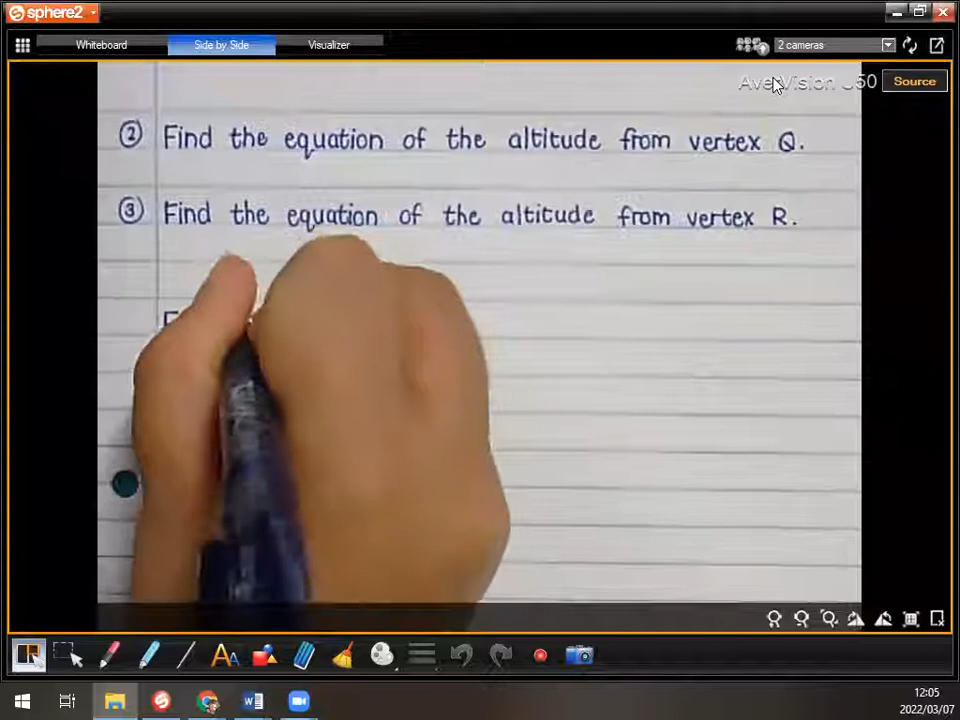 sphere2
Whiteboard
Side by Side
Visualizer
2 cameras
Source
② Find the equation of the altitude from vertex Q.
③ Find the equation of the altitude from vertex R.
12:05
2022/03/07